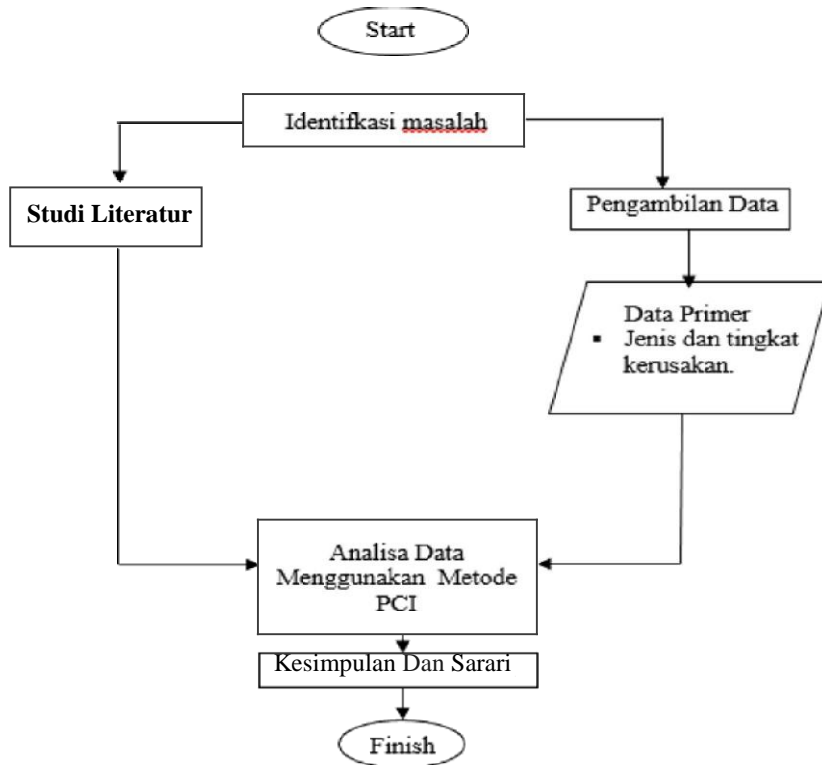 Start
Identifkasi masalah
Studi Literatur
Pengambilan Data
Data Primer
▪ Jenis dan tingkat
kerusakan.
Analisa Data
Menggunakan Metode
PCI
Kesimpulan Dan Sarari
Finish